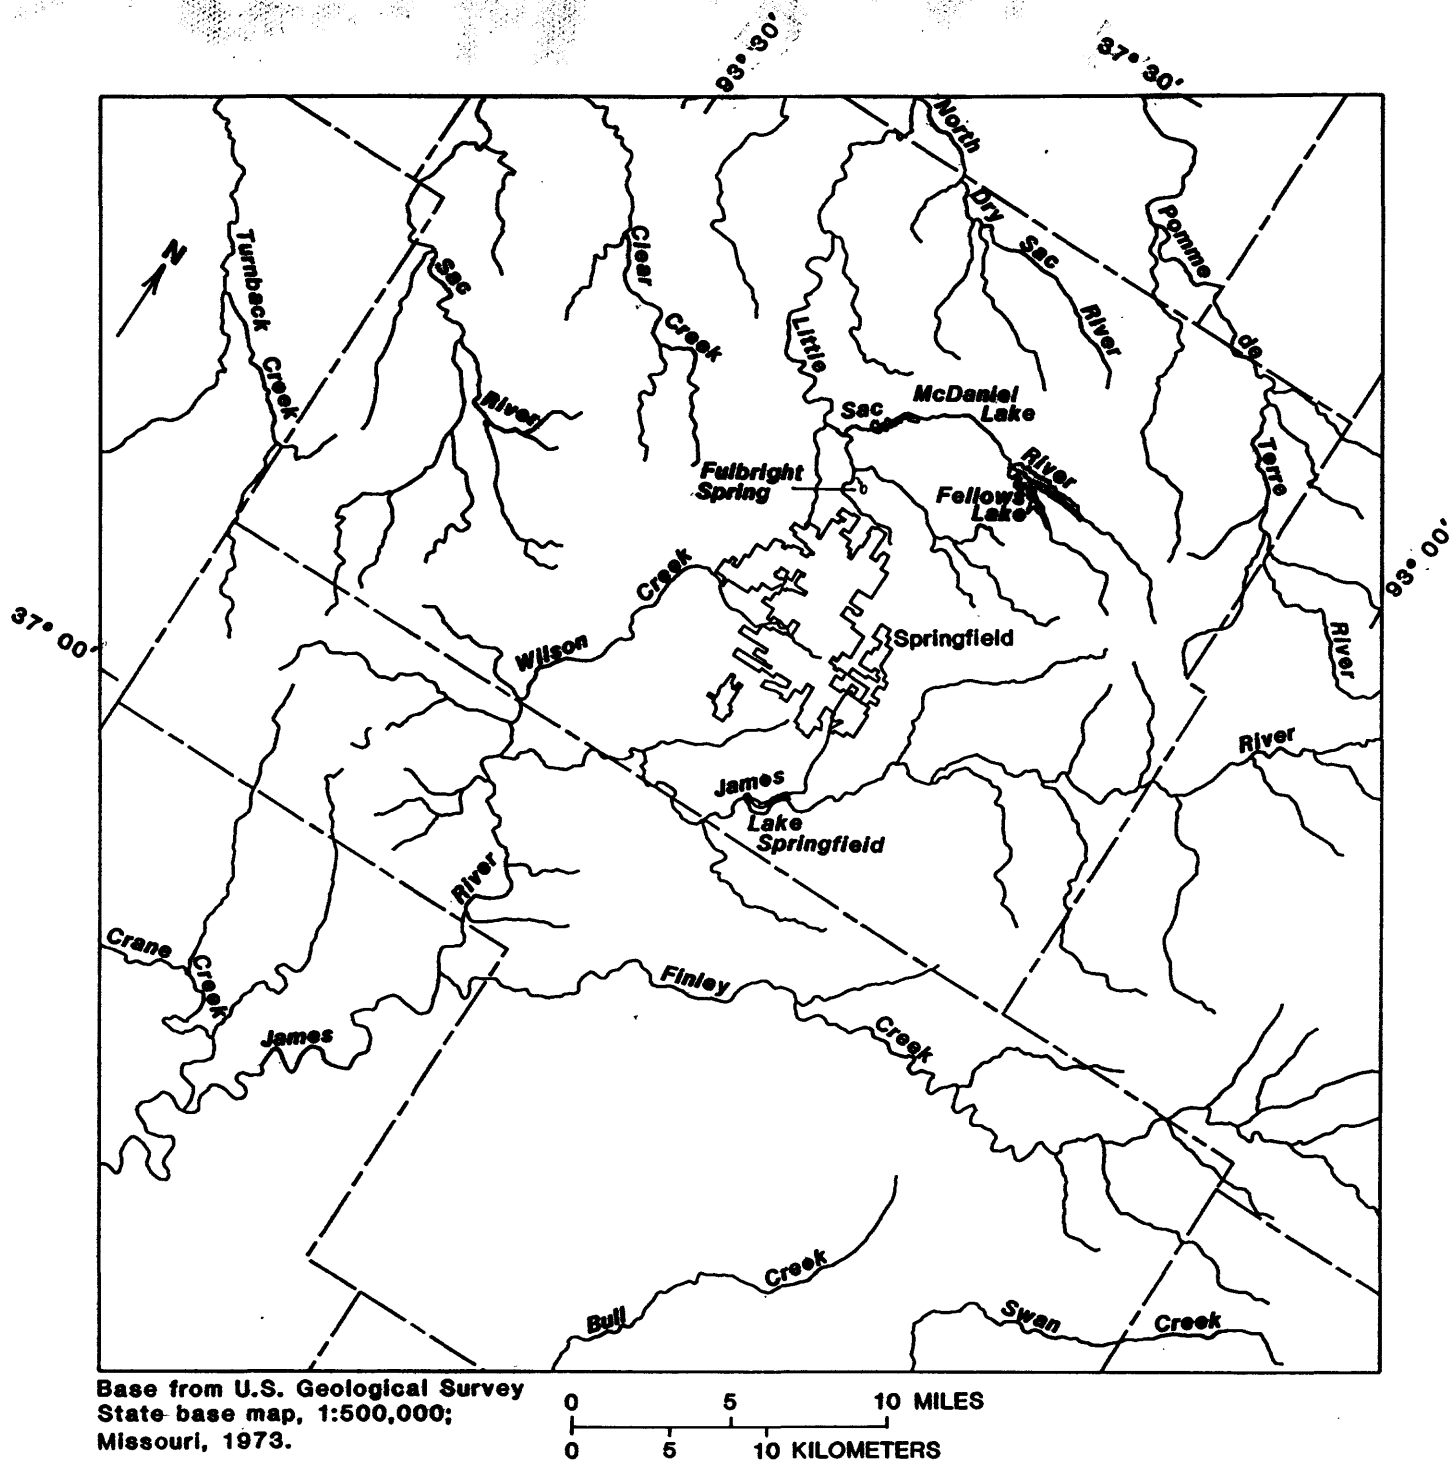 93° 30'
37° 30'
North
Dry
Sac
River
Pomme
de
Terre
River
N
Turnback
Creek
Sac
River
Clear
Creek
Little
Sac
McDaniel
Lake
River
Fulbright
Spring
Fellows
Lake
93° 00'
37° 00'
Wilson
Creek
Springfield
River
James
Lake
Springfield
River
Crane
Creek
James
Finley
Creek
Bull
Creek
Swan
Creek
Base from U.S. Geological Survey
State base map, 1:500,000;
Missouri, 1973.
0 5 10 MILES
0 5 10 KILOMETERS